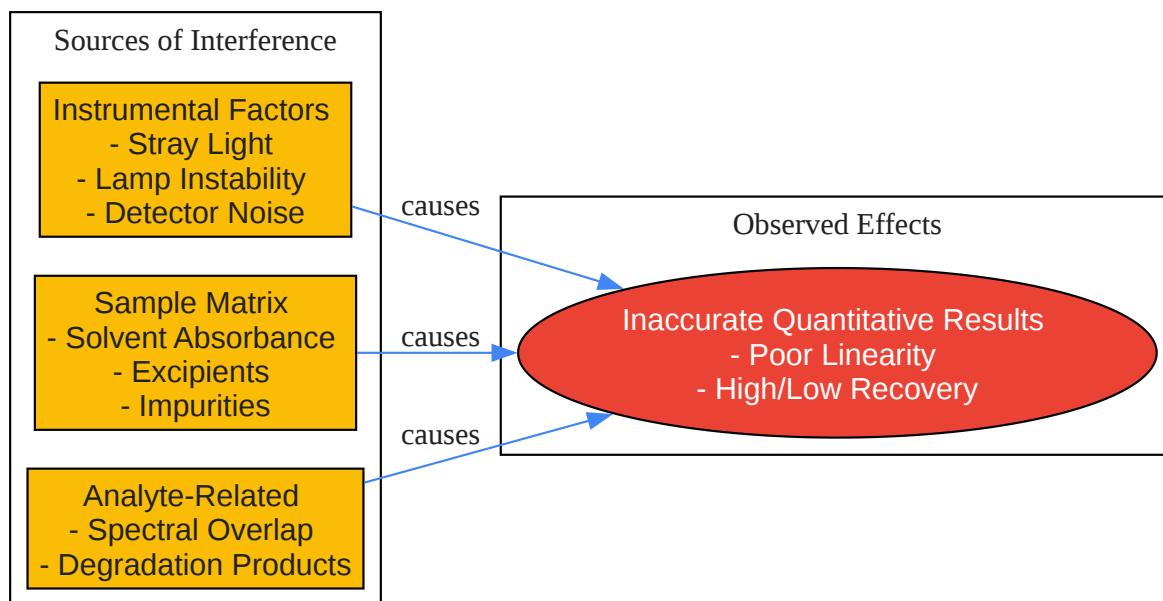 Sources of Interference
Instrumental Factors
- Stray Light
- Lamp Instability
- Detector Noise
causes
Sample Matrix
- Solvent Absorbance
- Excipients
- Impurities
causes
Analyte-Related
- Spectral Overlap
- Degradation Products
causes
Observed Effects
Inaccurate Quantitative Results
- Poor Linearity
- High/Low Recovery